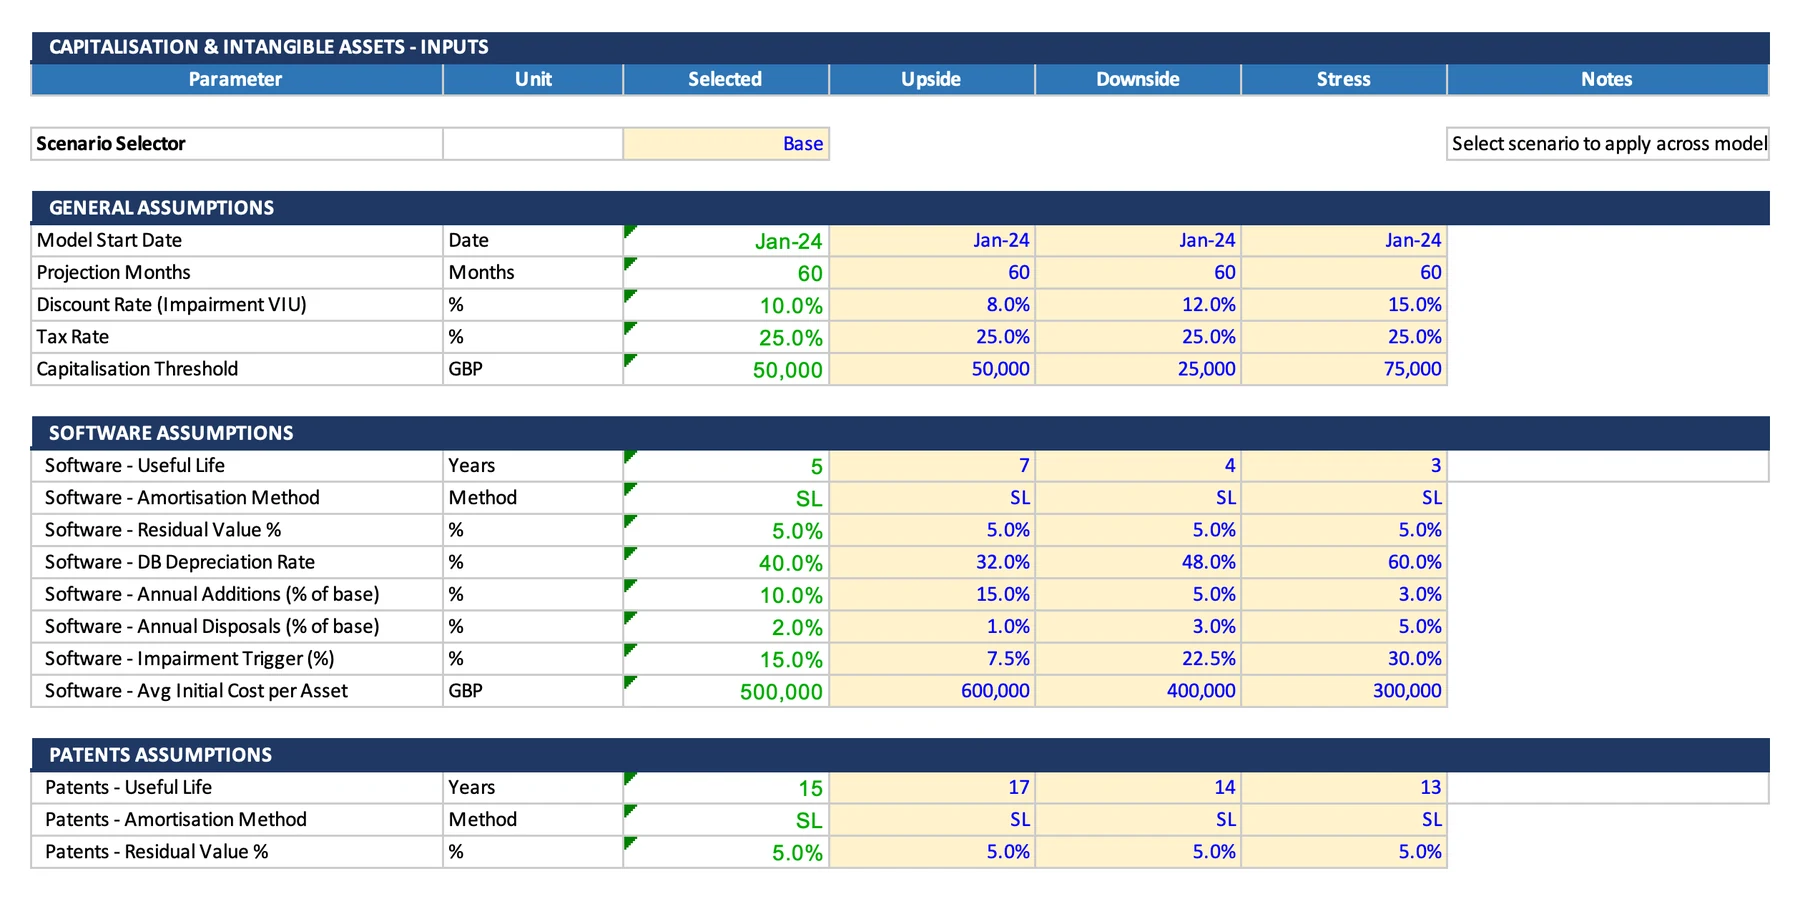 CAPITALISATION & INTANGIBLE ASSETS - INPUTS
Parameter Unit Selected Upside Downside Stress Notes
Scenario Selector Base Select scenario to apply across model
GENERAL ASSUMPTIONS
Model Start Date Date Jan-24 Jan-24 Jan-24 Jan-24
Projection Months Months 60 60 60 60
Discount Rate (Impairment VIU) % 10.0% 8.0% 12.0% 15.0%
Tax Rate % 25.0% 25.0% 25.0% 25.0%
Capitalisation Threshold GBP 50,000 50,000 25,000 75,000
SOFTWARE ASSUMPTIONS
Software - Useful Life Years 5 7 4 3
Software - Amortisation Method Method SL SL SL SL
Software - Residual Value % % 5.0% 5.0% 5.0% 5.0%
Software - DB Depreciation Rate % 40.0% 32.0% 48.0% 60.0%
Software - Annual Additions (% of base) % 10.0% 15.0% 5.0% 3.0%
Software - Annual Disposals (% of base) % 2.0% 1.0% 3.0% 5.0%
Software - Impairment Trigger (%) % 15.0% 7.5% 22.5% 30.0%
Software - Avg Initial Cost per Asset GBP 500,000 600,000 400,000 300,000
PATENTS ASSUMPTIONS
Patents - Useful Life Years 15 17 14 13
Patents - Amortisation Method Method SL SL SL SL
Patents - Residual Value % % 5.0% 5.0% 5.0% 5.0%